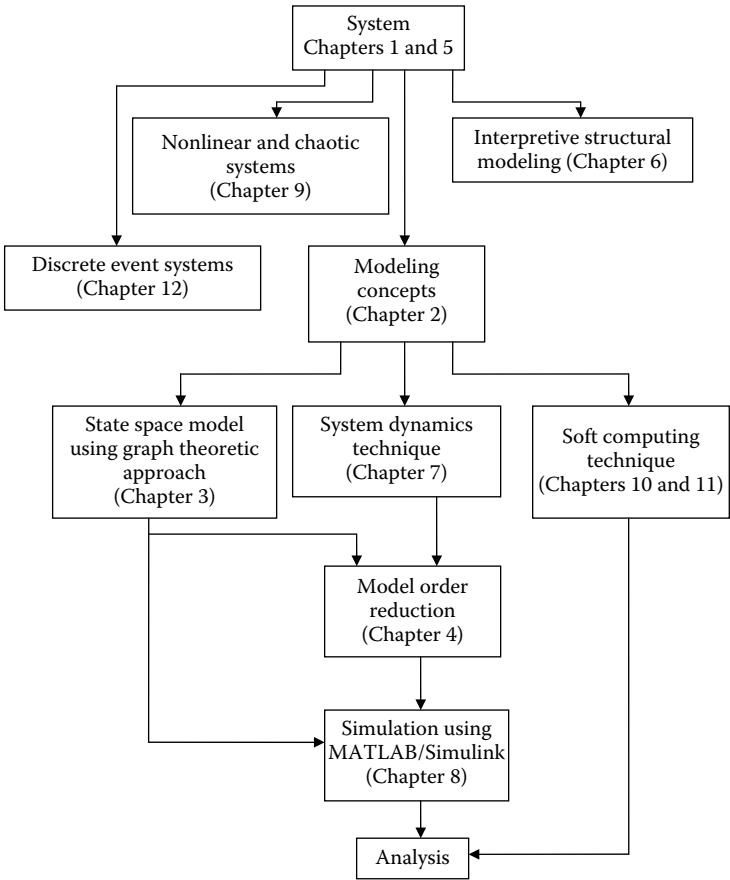 System
Chapters 1 and 5
Nonlinear and chaotic
systems
(Chapter 9)
Interpretive structural
modeling (Chapter 6)
Discrete event systems
(Chapter 12)
Modeling
concepts
(Chapter 2)
State space model
using graph theoretic
approach
(Chapter 3)
System dynamics
technique
(Chapter 7)
Soft computing
technique
(Chapters 10 and 11)
Model order
reduction
(Chapter 4)
Simulation using
MATLAB/Simulink
(Chapter 8)
Analysis